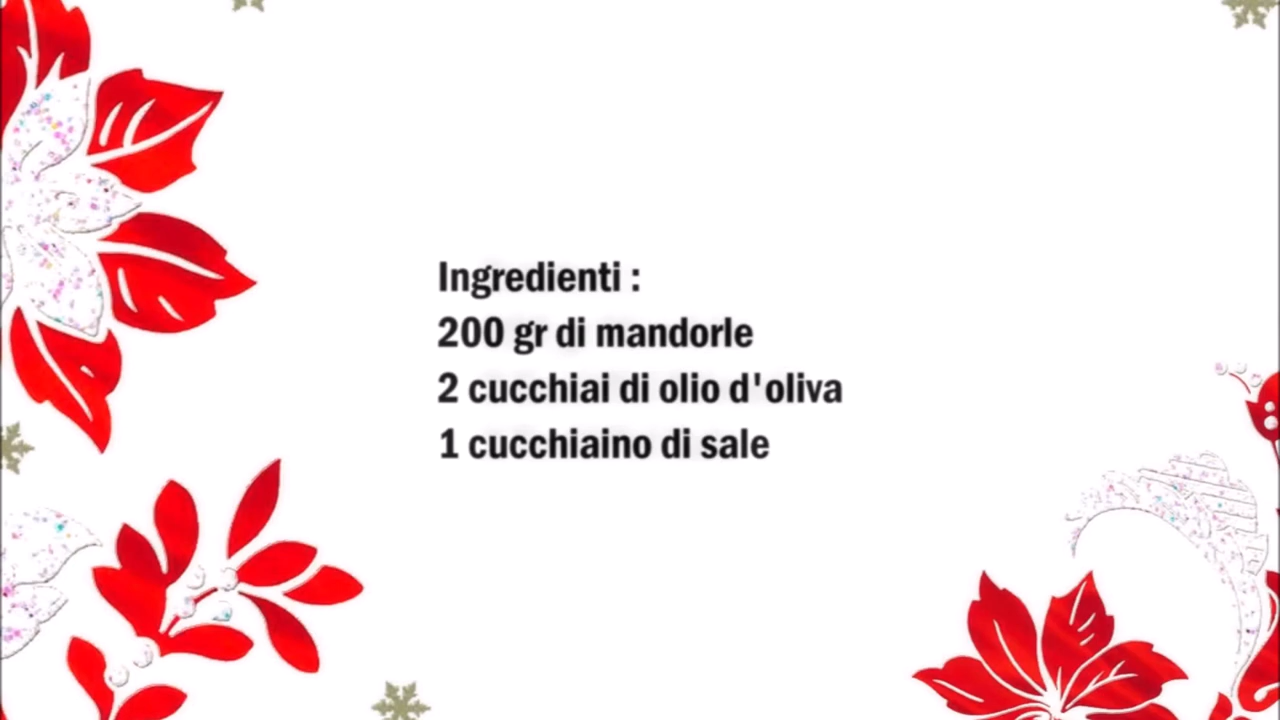 Ingredienti :
200 gr di mandorle
2 cucchiai di olio d'oliva
1 cucchiaino di sale